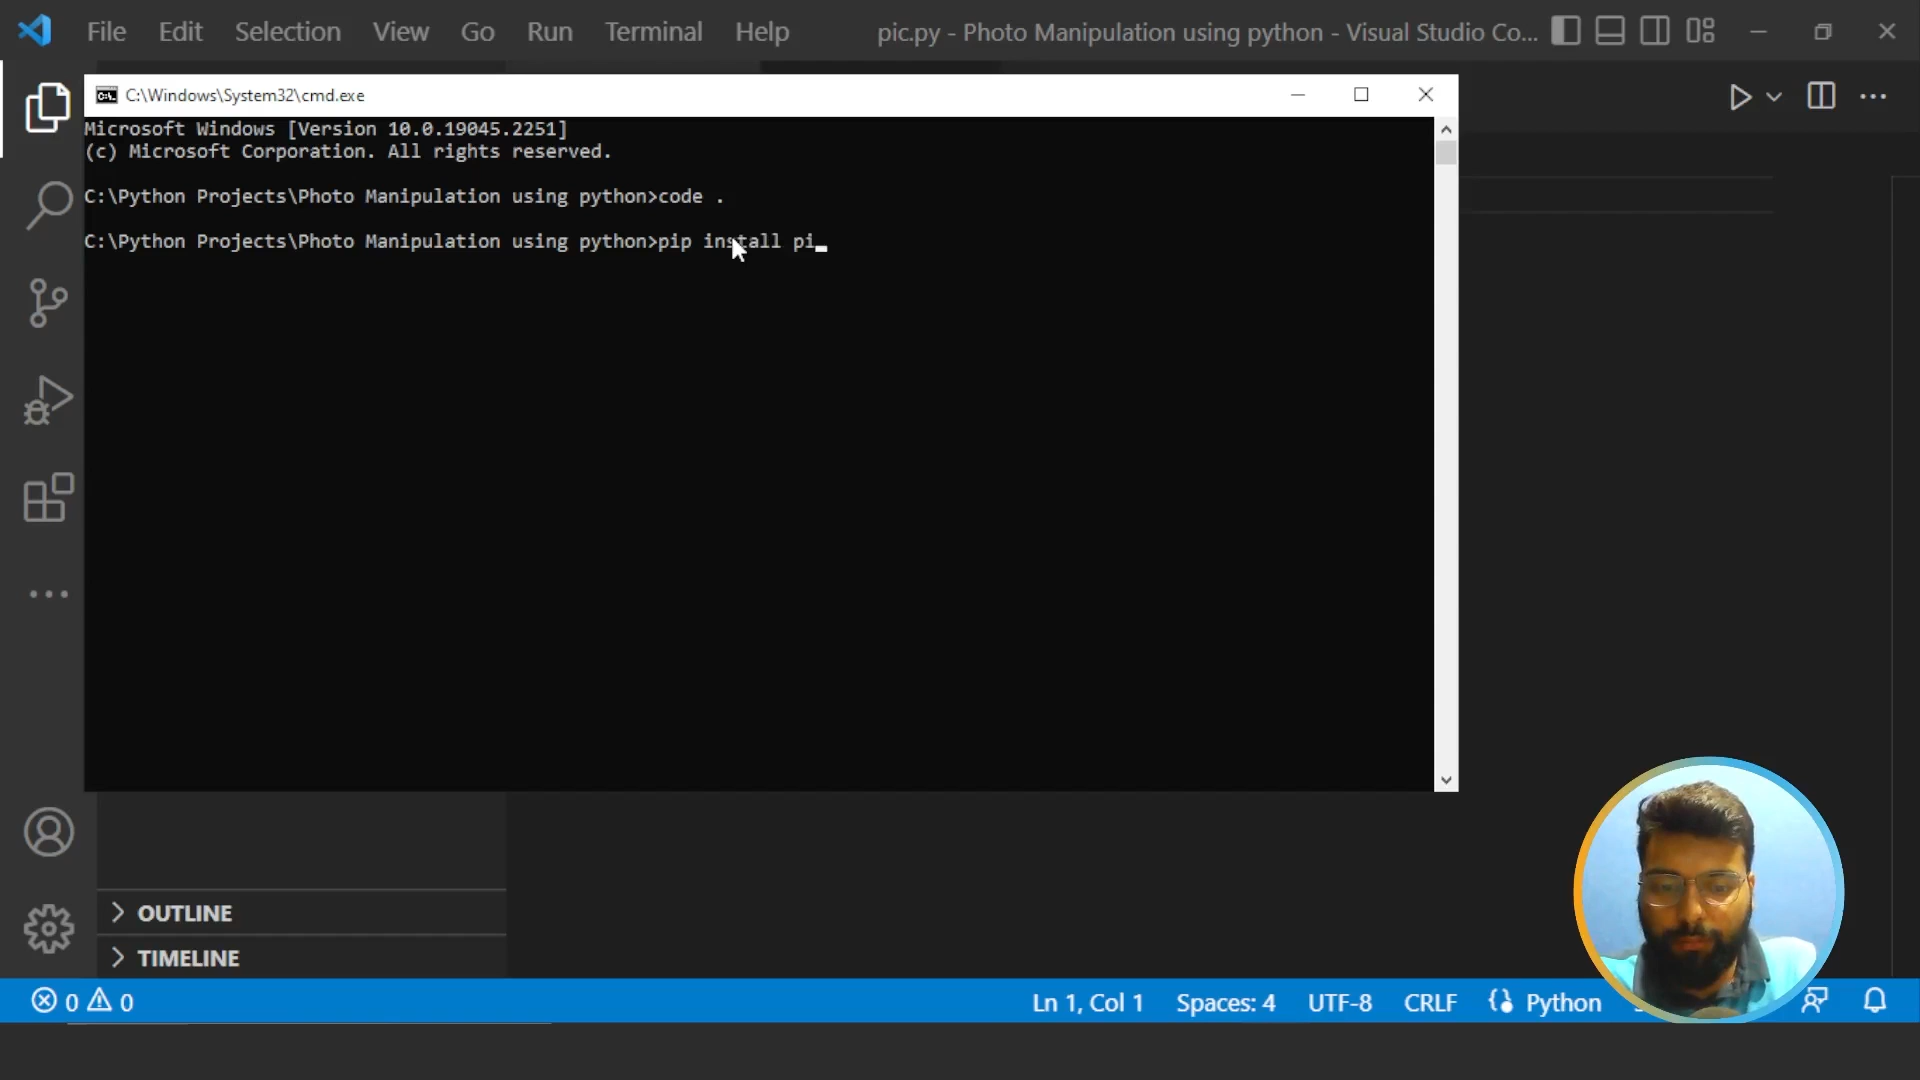 File Edit Selection View Go Run Terminal Help pic.py - Photo Manipulation using python - Visual Studio Co...
C:\Windows\System32\cmd.exe
Microsoft Windows [Version 10.0.19045.2251]
(c) Microsoft Corporation. All rights reserved.
C:\Python Projects\Photo Manipulation using python>code .
C:\Python Projects\Photo Manipulation using python>pip install pi
OUTLINE
TIMELINE
0 0 Ln 1, Col 1 Spaces: 4 UTF-8 CRLF Python